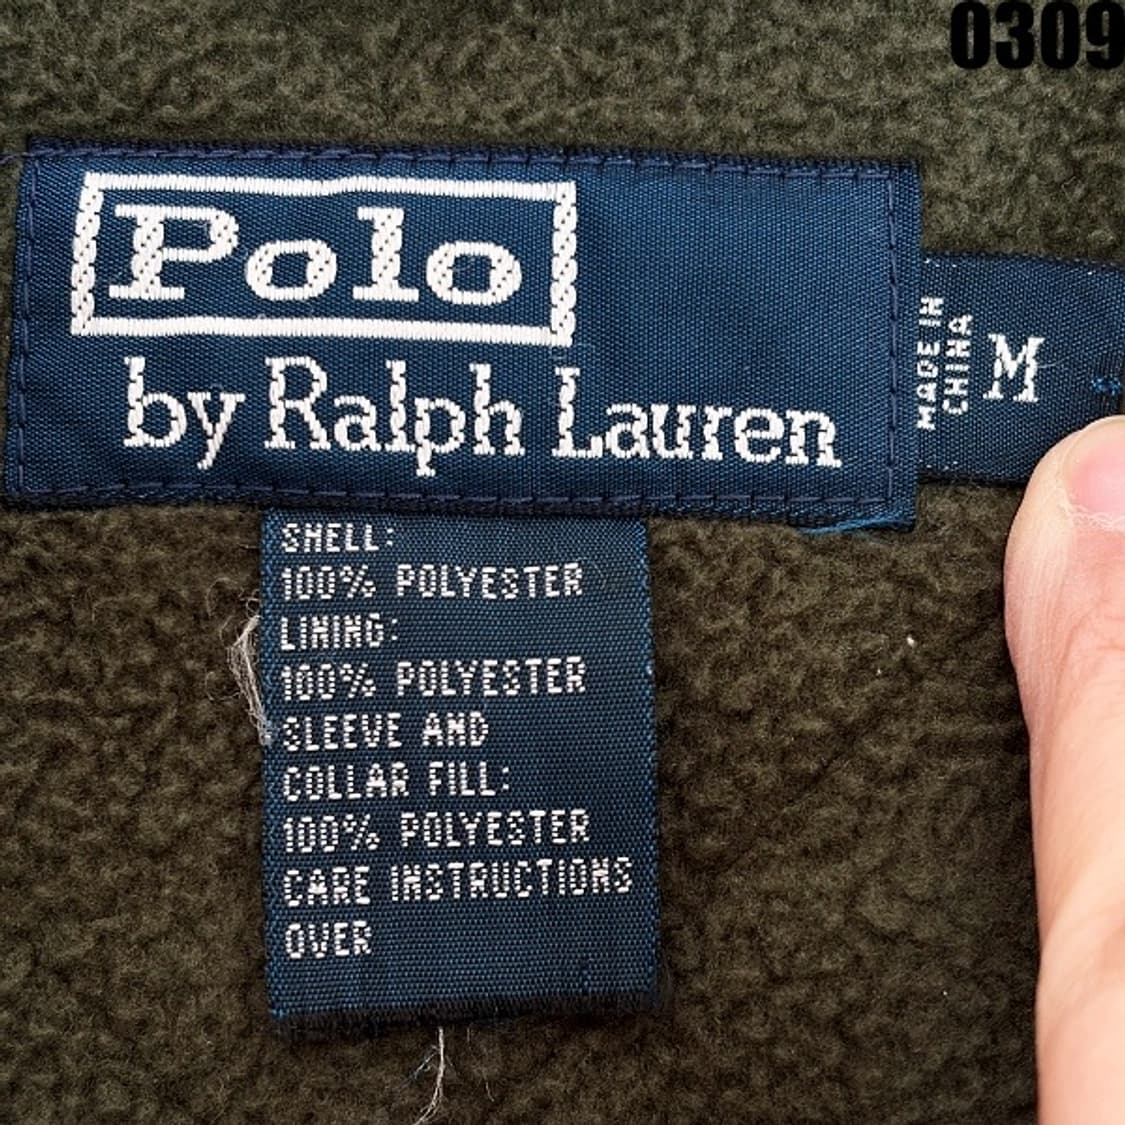 0309
Polo
by Ralph Lauren
MADE IN
CHINA
M
SHELL:
100% POLYESTER
LINING:
100% POLYESTER
SLEEVE AND
COLLAR FILL:
100% POLYESTER
CARE INSTRUCTIONS
OVER